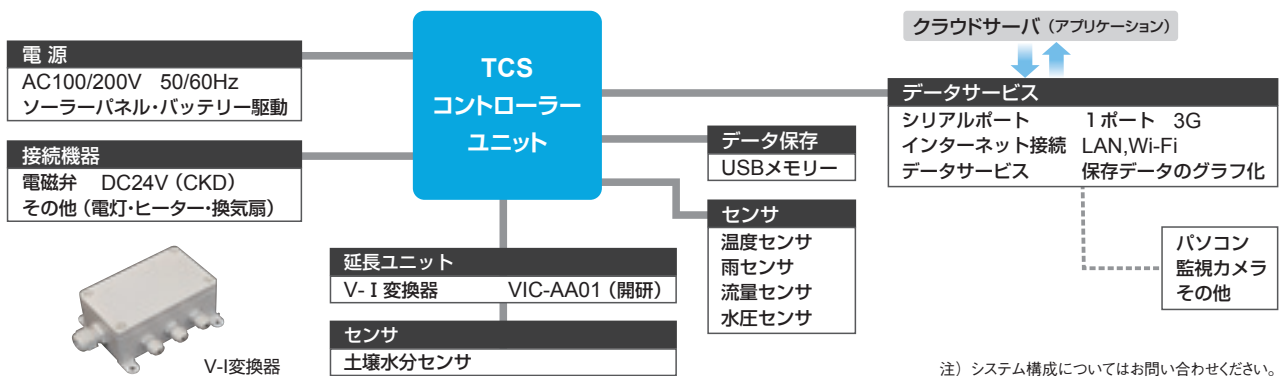 電 源
AC100/200V 50/60Hz
ソーラーパネル・バッテリー駆動
接続機器
電磁弁 DC24V（CKD）
その他（電灯・ヒーター・換気扇）
V-I変換器
TCS
コントローラー
ユニット
延長ユニット
V-Ⅰ変換器 VIC-AA01（開研）
センサ
土壌水分センサ
データ保存
USBメモリー
センサ
温度センサ
雨センサ
流量センサ
水圧センサ
クラウドサーバ（アプリケーション）
データサービス
シリアルポート １ポート 3G
インターネット接続 LAN,Wi-Fi
データサービス 保存データのグラフ化
パソコン
監視カメラ
その他
注）システム構成についてはお問い合わせください。